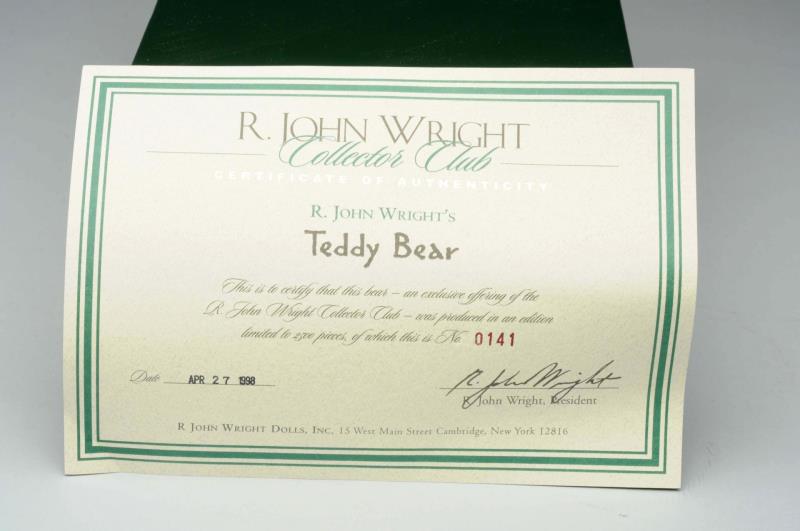 R. JOHN WRIGHT
Collector Club
CERTIFICATE OF AUTHENTICITY
R. JOHN WRIGHT'S
Teddy Bear
This is to certify that this bear – an exclusive offering of the
R. John Wright Collector Club – was produced in an edition
limited to 2500 pieces, of which this is No. 0141
Date APR 27 1998
R. John Wright
R. John Wright, President
R JOHN WRIGHT DOLLS, INC. 15 West Main Street Cambridge, New York 12816